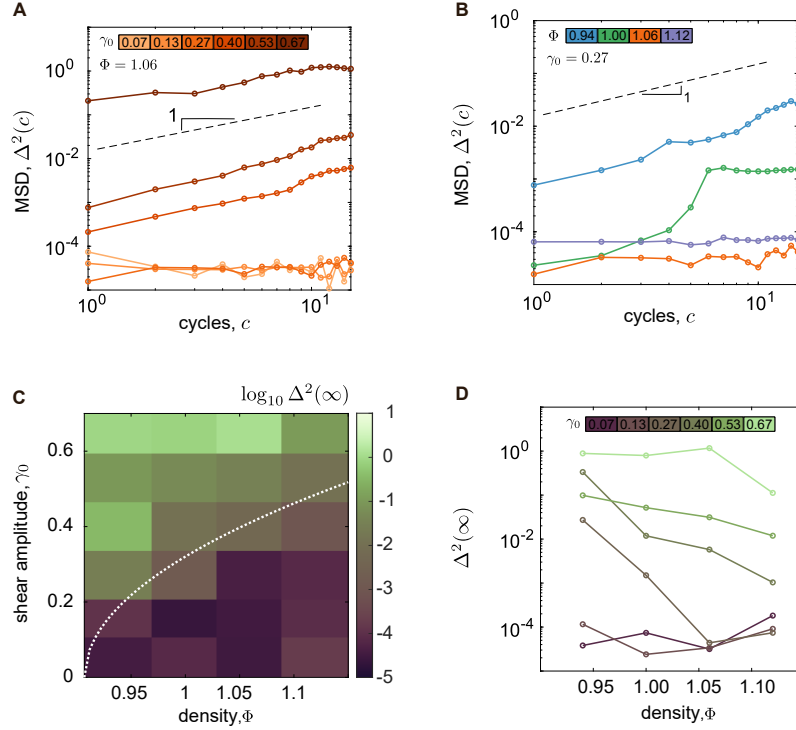 A
γ0 0.07 0.13 0.27 0.40 0.53 0.67
Φ = 1.06
10^0
10^-2
10^-4
MSD, Δ²(c)
1
10^0
10^1
cycles, c
B
Φ 0.94 1.00 1.06 1.12
γ0 = 0.27
10^2
10^0
10^-2
10^-4
MSD, Δ²(c)
1
10^0
10^1
cycles, c
C
log10 Δ²(∞)
0.6
0.4
0.2
0
shear amplitude, γ0
0.95
1
1.05
1.1
density,Φ
1
0
-1
-2
-3
-4
-5
D
γ0 0.07 0.13 0.27 0.40 0.53 0.67
10^0
10^-2
10^-4
Δ²(∞)
0.95
1.00
1.05
1.10
density,Φ